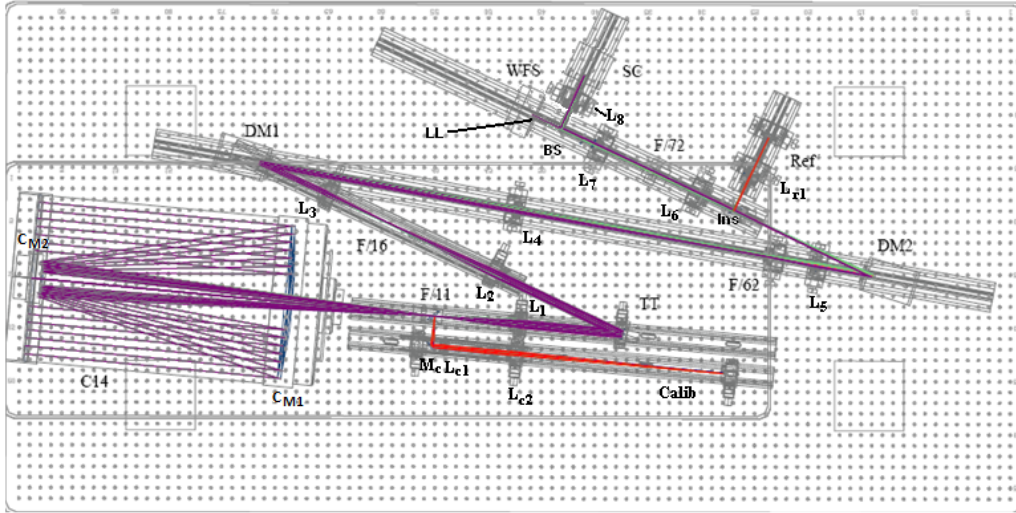 WFS
SC
L8
LL
BS
F/72
DM1
L7
Ref
Lr1
L3
L6
Ins
CM2
L4
DM2
F/16
F/62
L2
L5
F/11
L1
TT
C14
Mc
Lc1
CM1
Lc2
Calib